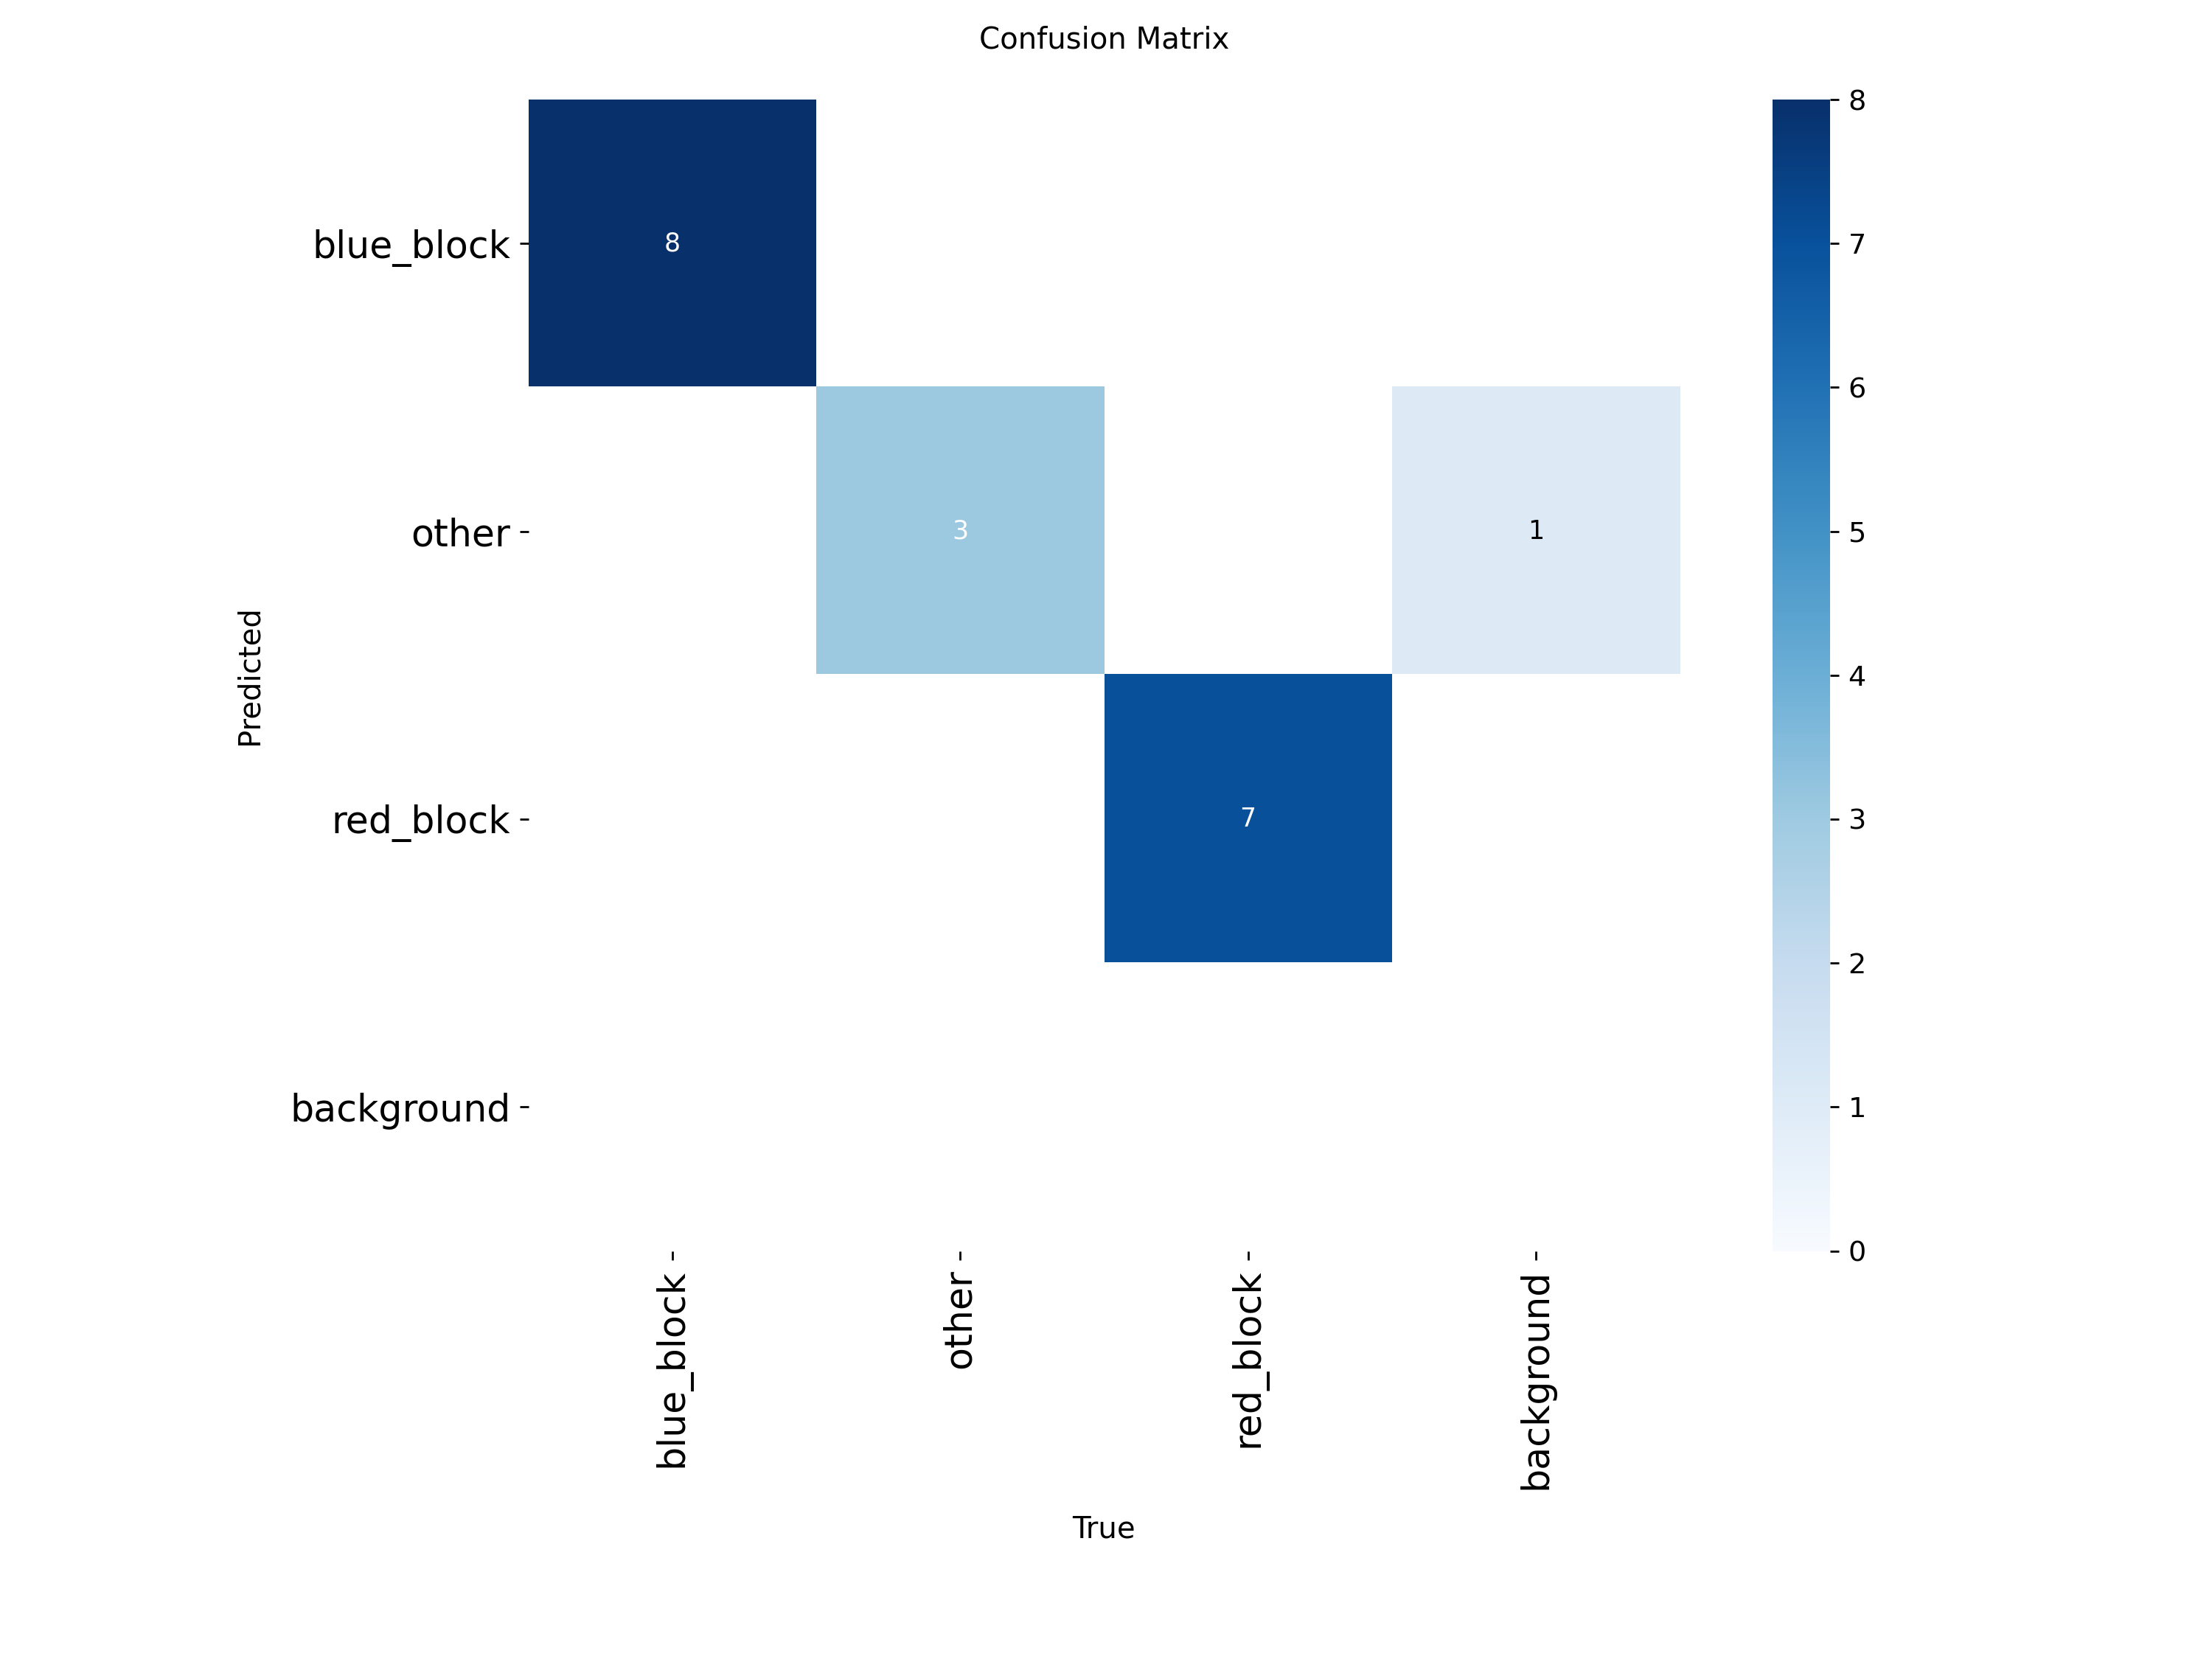 Confusion Matrix
blue_block
other
red_block
background
Predicted
8
3
1
7
8
7
6
5
4
3
2
1
0
blue_block
other
red_block
background
True